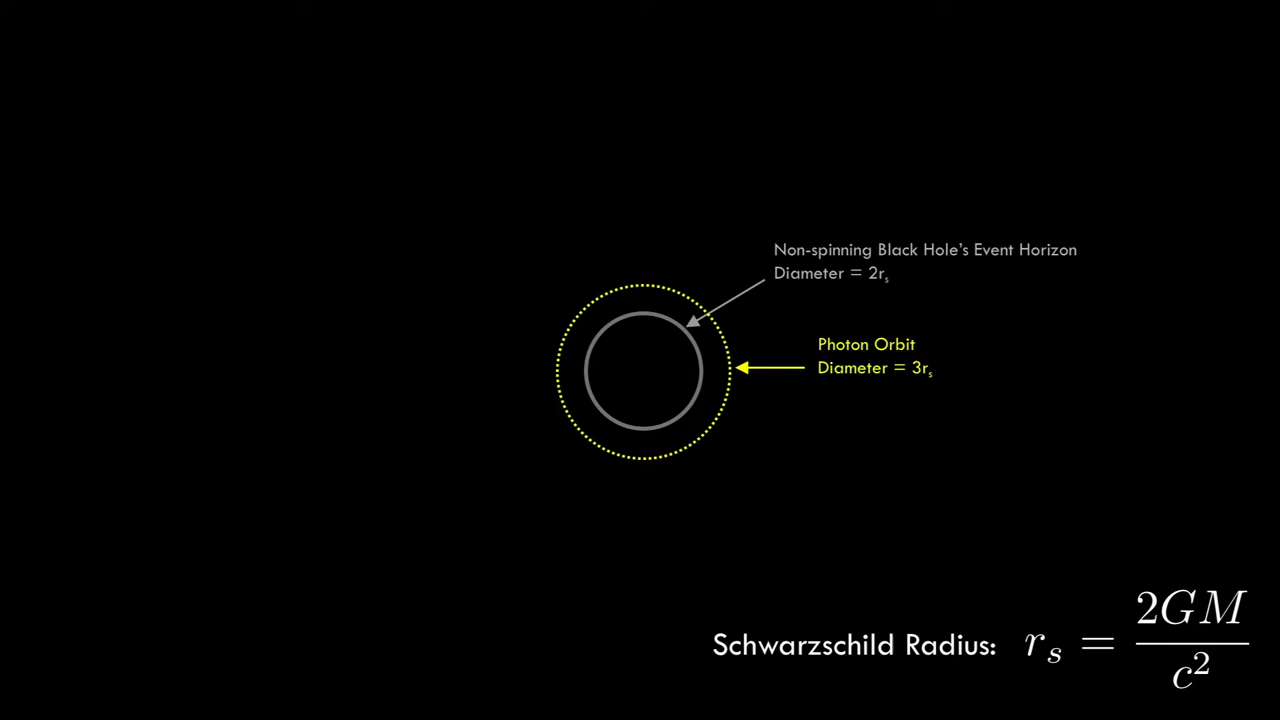 Non-spinning Black Hole's Event Horizon
Diameter = 2rₛ
Photon Orbit
Diameter = 3rₛ
Schwarzschild Radius: rₛ = 2GM/c²